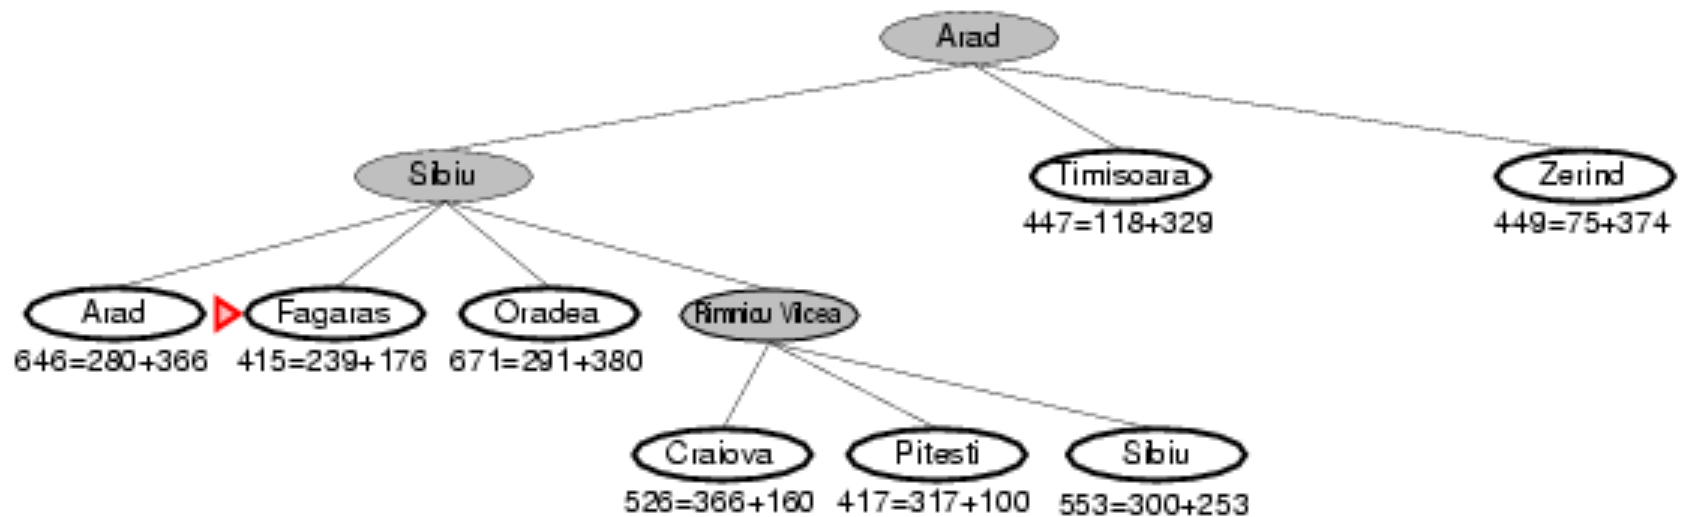 Arad
Sibiu
Timisoara
Zerind
447=118+329
449=75+374
Arad
Fagaras
Oradea
Rimnicu Vilcea
646=280+366
415=239+176
671=291+380
Craiova
Pitesti
Sibiu
526=366+160
417=317+100
553=300+253